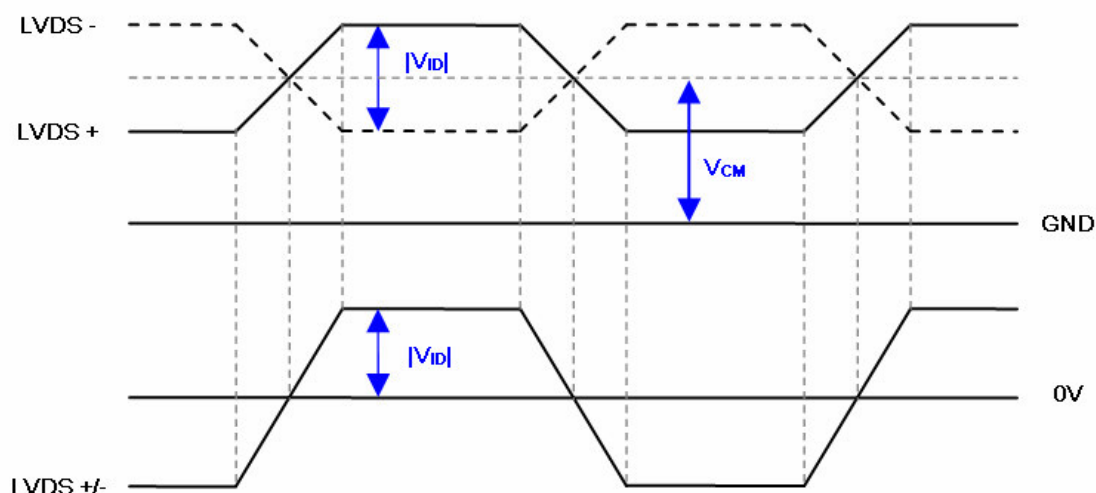 LVDS -
|VID|
LVDS +
VCM
GND
|VID|
0V
LVDS +/-